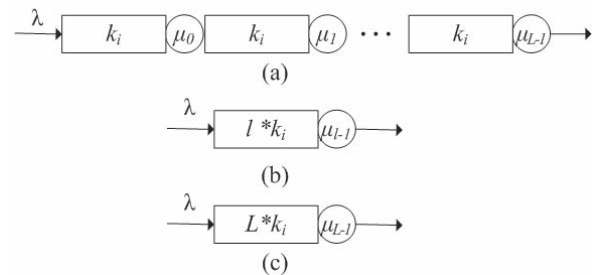 λ k_i μ_0 k_i μ_1 ··· k_i μ_{L-1}
(a)
λ l *k_i μ_{l-1}
(b)
λ L*k_i μ_{L-1}
(c)